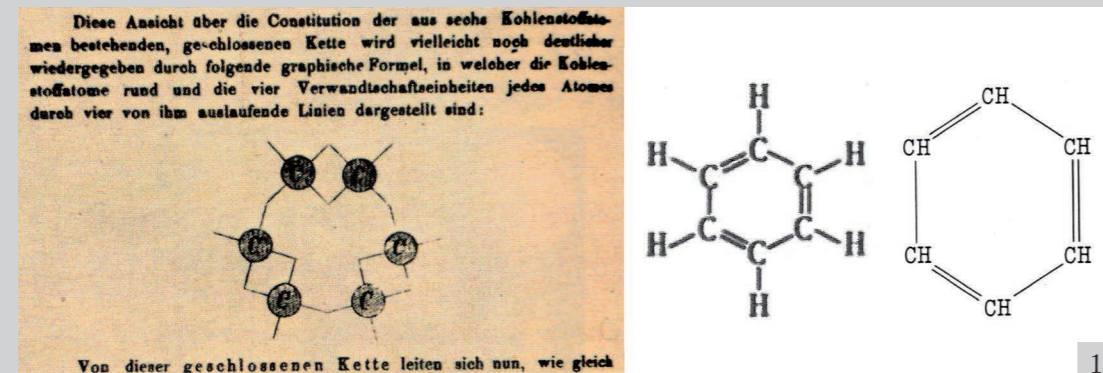 Diese Ansicht über die Constitution der aus sechs Kohlenstoffato-
men bestehenden, geschlossenen Kette wird vielleicht noch deutlicher
wiedergegeben durch folgende graphische Formel, in welcher die Kohlen-
stoffatome rund und die vier Verwandtschaftseinheiten jedes Atomes
durch vier von ihm auslaufende Linien dargestellt sind:
C C
C C
C C
Von dieser geschlossenen Kette leiten sich nun, wie gleich
H
H C H
C C
C C
H C H
H
CH
CH CH
CH CH
CH
1